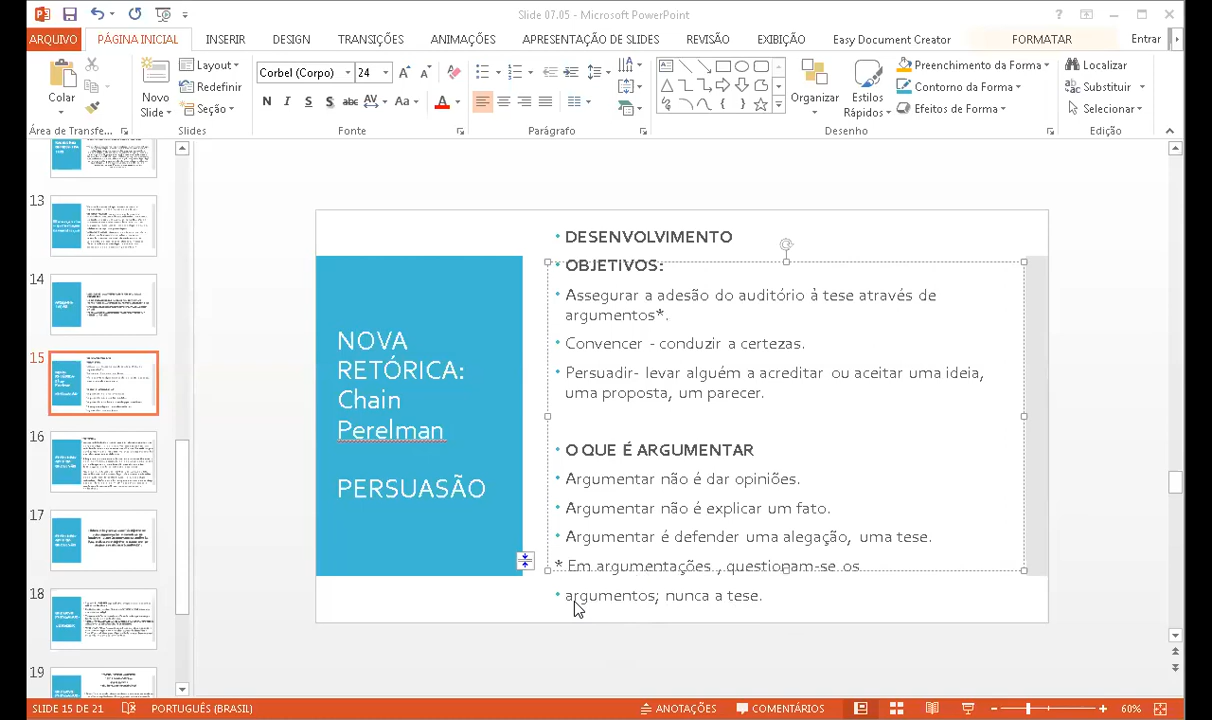 Slide 07.05 - Microsoft PowerPoint
ARQUIVO PÁGINA INICIAL INSERIR DESIGN TRANSIÇÕES ANIMAÇÕES APRESENTAÇÃO DE SLIDES REVISÃO EXIBIÇÃO Easy Document Creator FORMATAR Entrar
Colar
Área de Transfe...
Novo
Slide
Layout
Redefinir
Seção
Slides
Corbel (Corpo) 24
N I S S abc AV Aa A
Fonte
Parágrafo
Organizar
Estilos
Rápidos
Preenchimento da Forma
Contorno da Forma
Efeitos de Forma
Desenho
Localizar
Substituir
Selecionar
Edição
13
14
15
16
17
18
19
NOVA
RETÓRICA:
Chain
Perelman
PERSUASÃO
• DESENVOLVIMENTO
• OBJETIVOS:
• Assegurar a adesão do auditório à tese através de
argumentos*.
• Convencer - conduzir a certezas.
• Persuadir- levar alguém a acreditar ou aceitar uma ideia,
uma proposta, um parecer.
• O QUE É ARGUMENTAR
• Argumentar não é dar opiniões.
• Argumentar não é explicar um fato.
• Argumentar é defender uma alegação, uma tese.
* Em argumentações , questionam-se os
• argumentos; nunca a tese.
SLIDE 15 DE 21 PORTUGUÊS (BRASIL) ANOTAÇÕES COMENTÁRIOS 60%